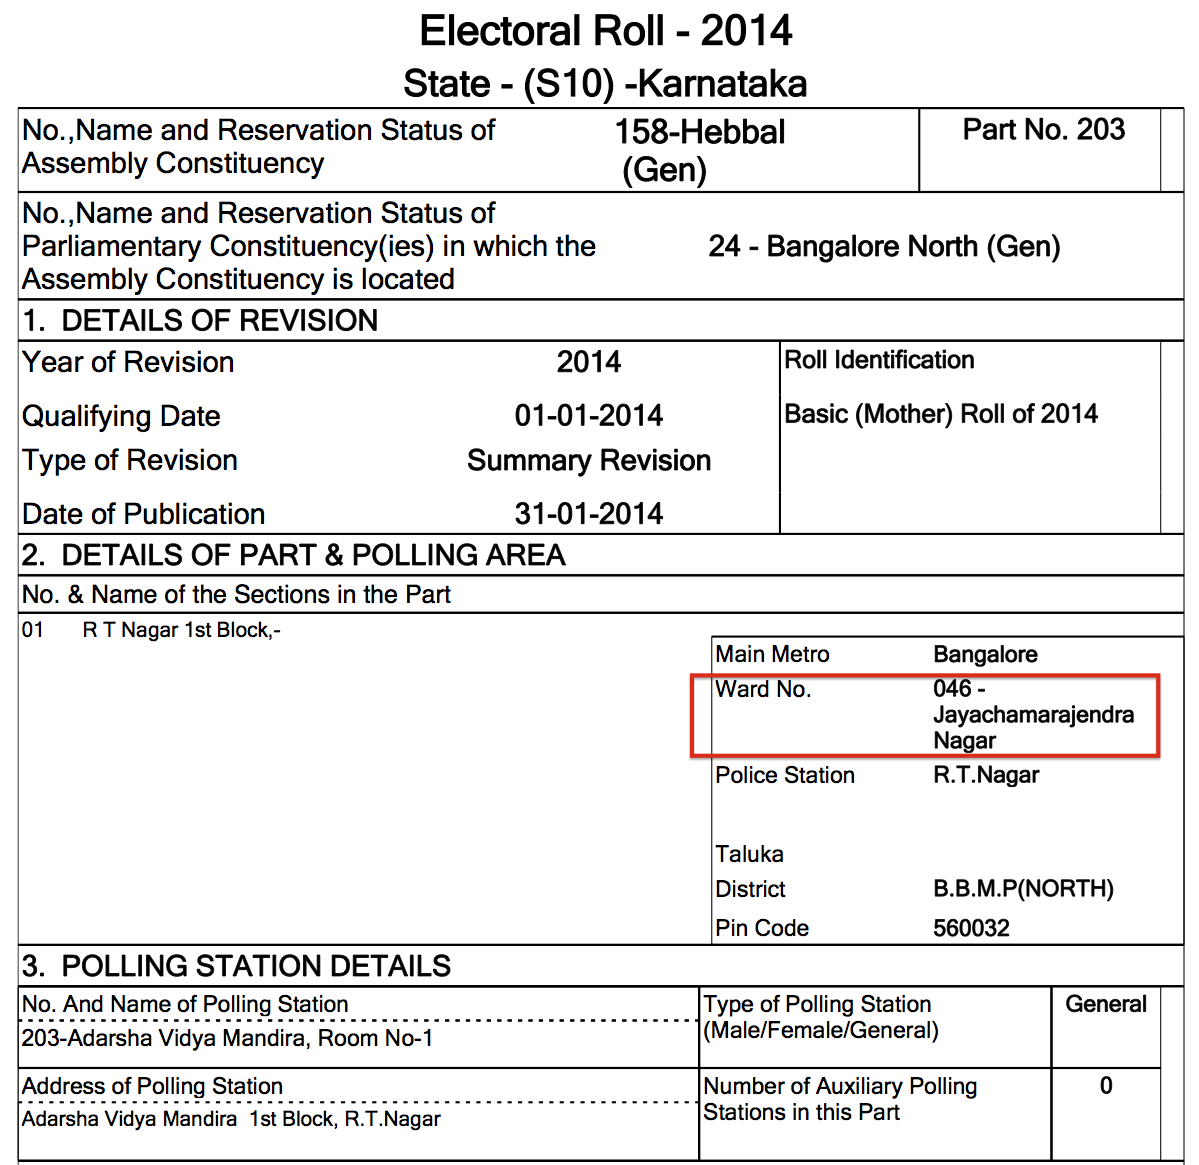 Electoral Roll - 2014
State - (S10) -Karnataka
No.,Name and Reservation Status of
Assembly Constituency
158-Hebbal
(Gen)
Part No. 203
No.,Name and Reservation Status of
Parliamentary Constituency(ies) in which the
Assembly Constituency is located
24 - Bangalore North (Gen)
1. DETAILS OF REVISION
Year of Revision 2014
Qualifying Date 01-01-2014
Type of Revision Summary Revision
Date of Publication 31-01-2014
Roll Identification
Basic (Mother) Roll of 2014
2. DETAILS OF PART & POLLING AREA
No. & Name of the Sections in the Part
01 R T Nagar 1st Block,-
Main Metro Bangalore
Ward No. 046 -
Jayachamarajendra
Nagar
Police Station R.T.Nagar
Taluka
District B.B.M.P(NORTH)
Pin Code 560032
3. POLLING STATION DETAILS
No. And Name of Polling Station
203-Adarsha Vidya Mandira, Room No-1
Type of Polling Station
(Male/Female/General)
General
Address of Polling Station
Adarsha Vidya Mandira 1st Block, R.T.Nagar
Number of Auxiliary Polling
Stations in this Part
0